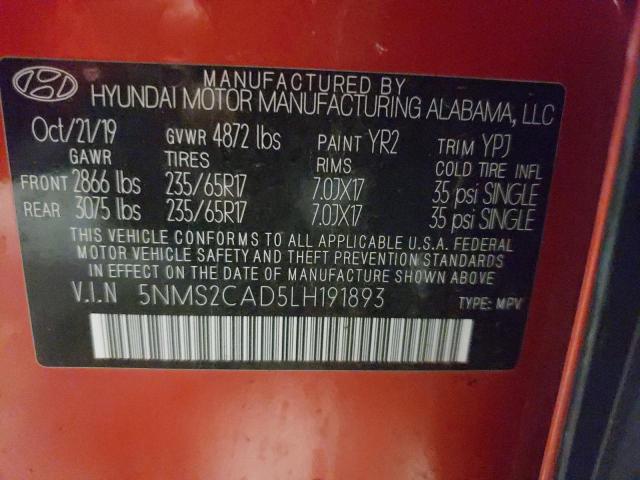 MANUFACTURED BY
HYUNDAI MOTOR MANUFACTURING ALABAMA, LLC
Oct/21/19 GVWR 4872 lbs PAINT YR2 TRIM YPJ
GAWR TIRES RIMS COLD TIRE INFL
FRONT 2866 lbs 235/65R17 7.0JX17 35 psi SINGLE
REAR 3075 lbs 235/65R17 7.0JX17 35 psi SINGLE
THIS VEHICLE CONFORMS TO ALL APPLICABLE U.S.A. FEDERAL
MOTOR VEHICLE SAFETY AND THEFT PREVENTION STANDARDS
IN EFFECT ON THE DATE OF MANUFACTURE SHOWN ABOVE
V.I.N 5NMS2CAD5LH191893 TYPE: MPV